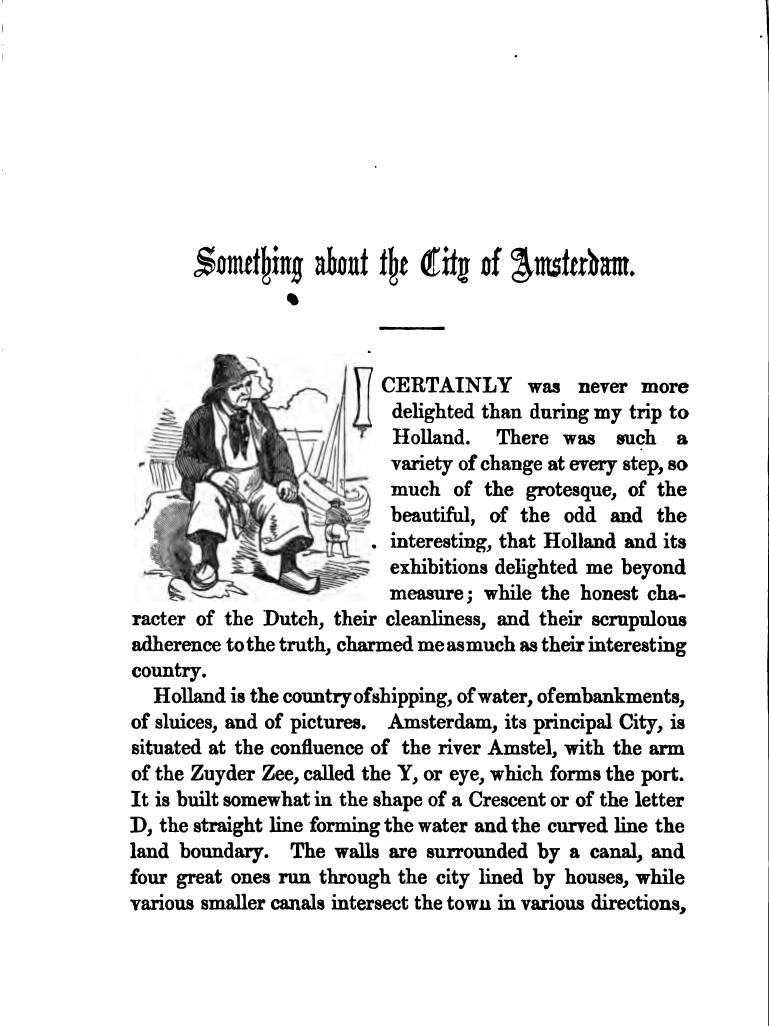 Something about the City of Amsterdam.
I CERTAINLY was never more
delighted than during my trip to
Holland. There was such a
variety of change at every step, so
much of the grotesque, of the
beautiful, of the odd and the
interesting, that Holland and its
exhibitions delighted me beyond
measure; while the honest cha-
racter of the Dutch, their cleanliness, and their scrupulous
adherence to the truth, charmed me as much as their interesting
country.
Holland is the country of shipping, of water, of embankments,
of sluices, and of pictures. Amsterdam, its principal City, is
situated at the confluence of the river Amstel, with the arm
of the Zuyder Zee, called the Y, or eye, which forms the port.
It is built somewhat in the shape of a Crescent or of the letter
D, the straight line forming the water and the curved line the
land boundary. The walls are surrounded by a canal, and
four great ones run through the city lined by houses, while
various smaller canals intersect the town in various directions,